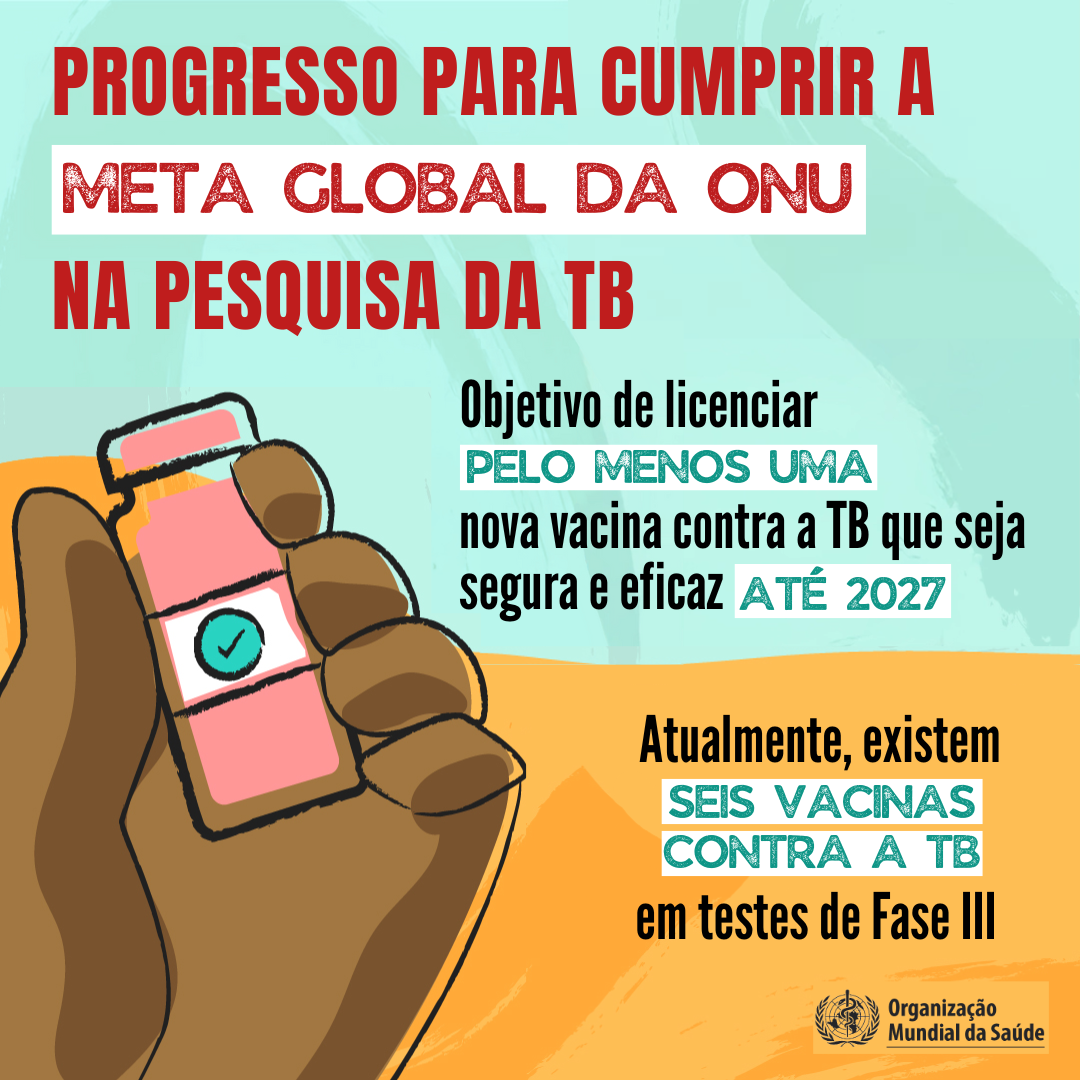 PROGRESSO PARA CUMPRIR A
META GLOBAL DA ONU
NA PESQUISA DA TB
Objetivo de licenciar
PELO MENOS UMA
nova vacina contra a TB que seja
segura e eficaz ATÉ 2027
Atualmente, existem
SEIS VACINAS
CONTRA A TB
em testes de Fase III
Organização
Mundial da Saúde